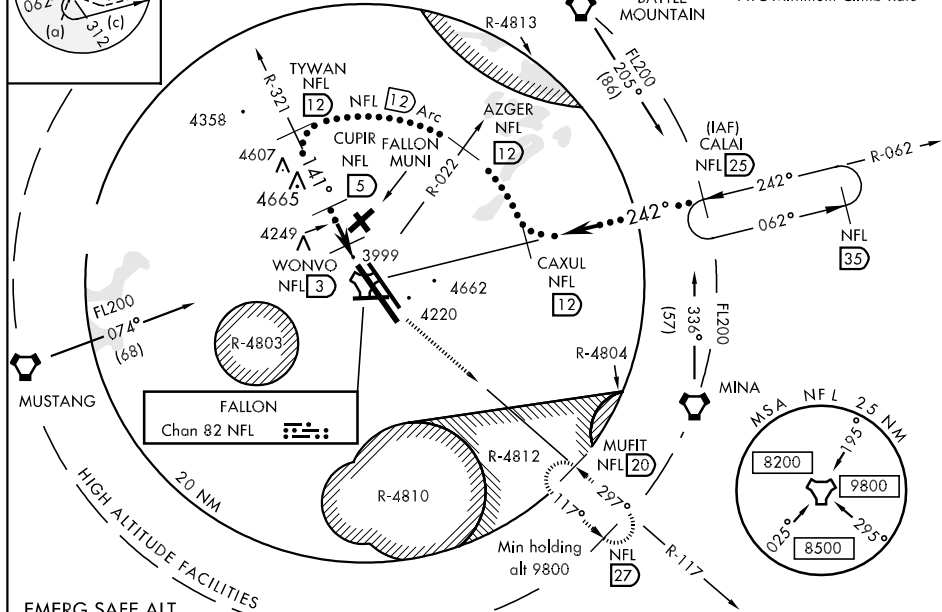 062°
(a)
(c)
312
BATTLE
MOUNTAIN
R-4813
FL200
205°
(86)
TYWAN
NFL
12
R-321
NFL 12 Arc
AZGER
NFL
12
4358
CUPIR
NFL
5
FALLON
MUNI
R-022
(IAF)
CALAI
NFL 25
R-062
4607
141°
4665
242°
242°
062°
NFL
35
4249
3999
WONVO
NFL 3
CAXUL
NFL
12
4662
4220
FL200
074°
(68)
FL200
336°
(57)
R-4803
R-4804
MUSTANG
MINA
FALLON
Chan 82 NFL
MSA NFL 25 NM
195°
8200
9800
025°
295°
8500
MUFIT
NFL 20
R-4812
R-4810
20 NM
297°
117°
HIGH ALTITUDE FACILITIES
Min holding
alt 9800
NFL
27
R-117
EMERG SAFE ALT